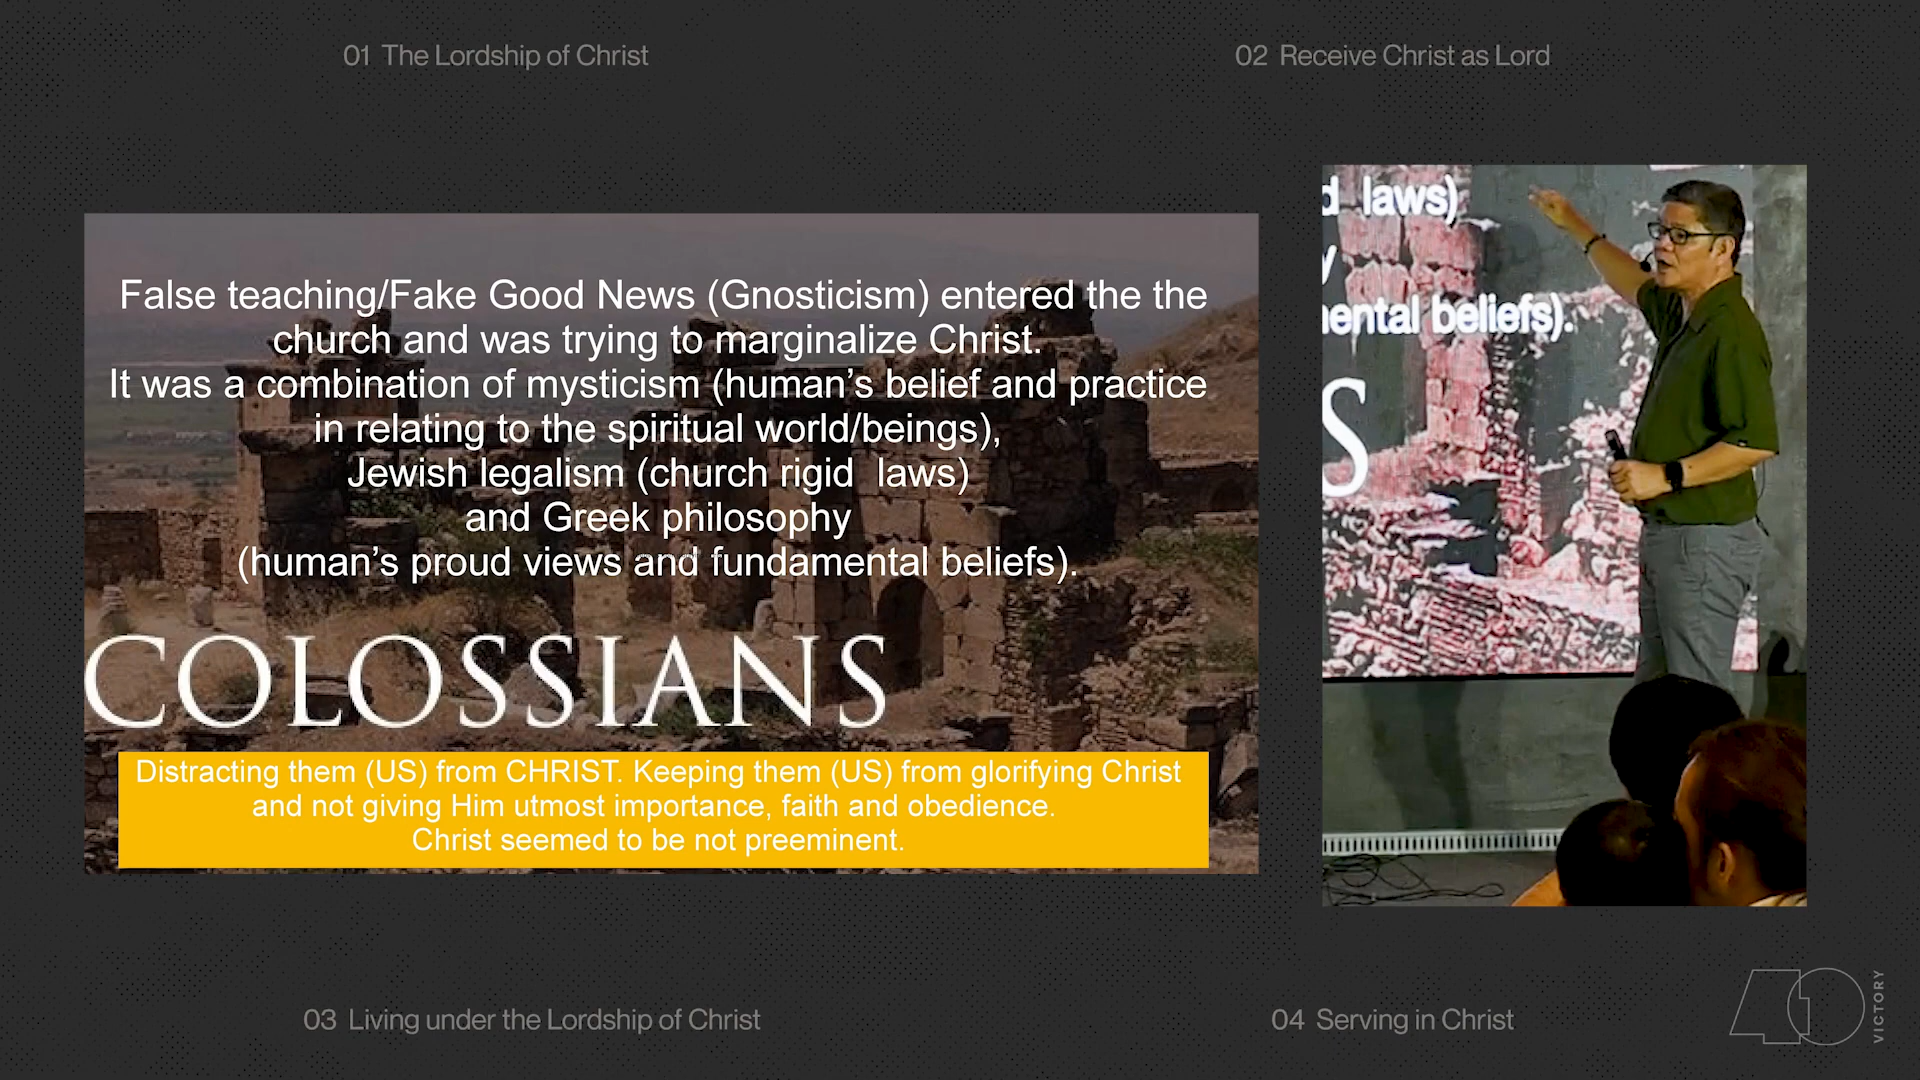 01 The Lordship of Christ
02 Receive Christ as Lord
False teaching/Fake Good News (Gnosticism) entered the the
church and was trying to marginalize Christ.
It was a combination of mysticism (human’s belief and practice
in relating to the spiritual world/beings),
Jewish legalism (church rigid  laws)
and Greek philosophy
(human’s proud views and fundamental beliefs).
COLOSSIANS
Distracting them (US) from CHRIST. Keeping them (US) from glorifying Christ
and not giving Him utmost importance, faith and obedience.
Christ seemed to be not preeminent.
d laws)
y
ental beliefs).
S
03 Living under the Lordship of Christ
04 Serving in Christ
40
VICTORY